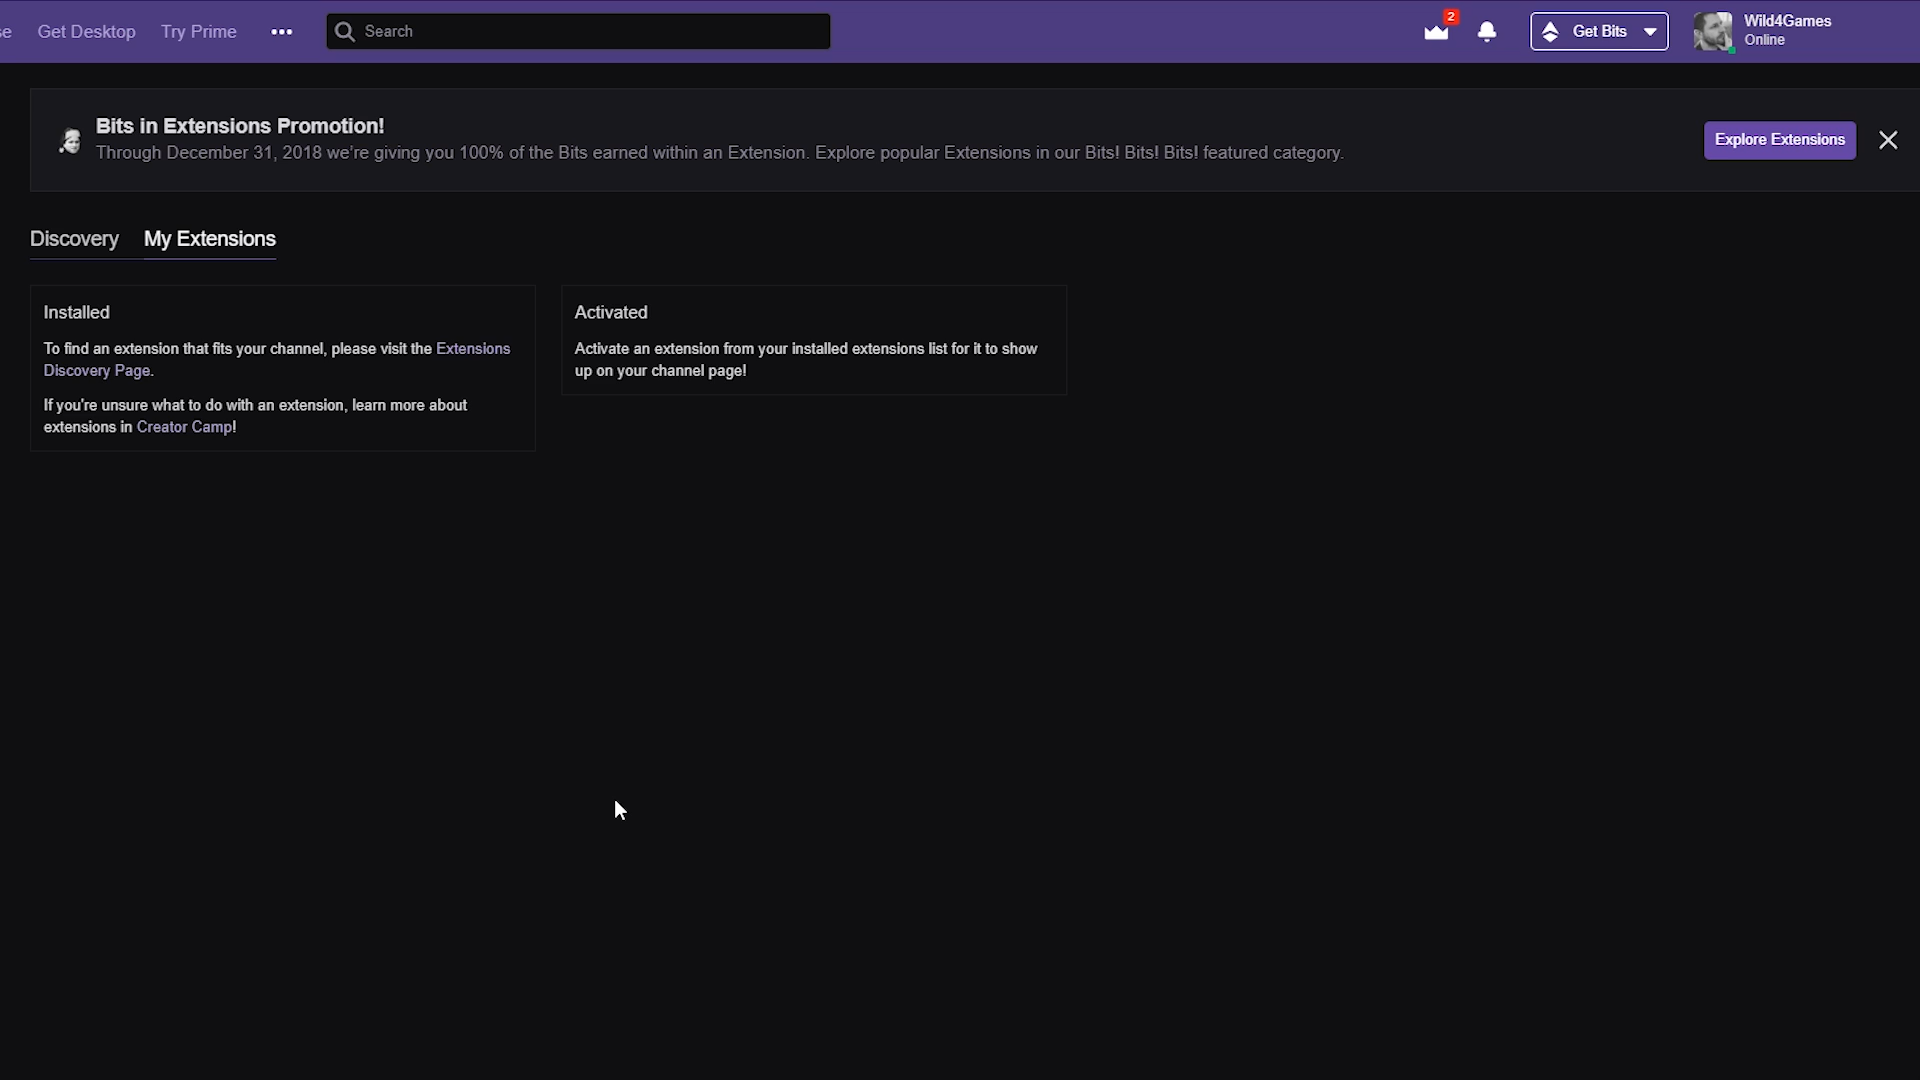 se Get Desktop Try Prime ••• Search 2 Get Bits Wild4Games
Online
Bits in Extensions Promotion!
Through December 31, 2018 we're giving you 100% of the Bits earned within an Extension. Explore popular Extensions in our Bits! Bits! Bits! featured category.
Explore Extensions
Discovery My Extensions
Installed
To find an extension that fits your channel, please visit the Extensions
Discovery Page.
If you're unsure what to do with an extension, learn more about
extensions in Creator Camp!
Activated
Activate an extension from your installed extensions list for it to show
up on your channel page!